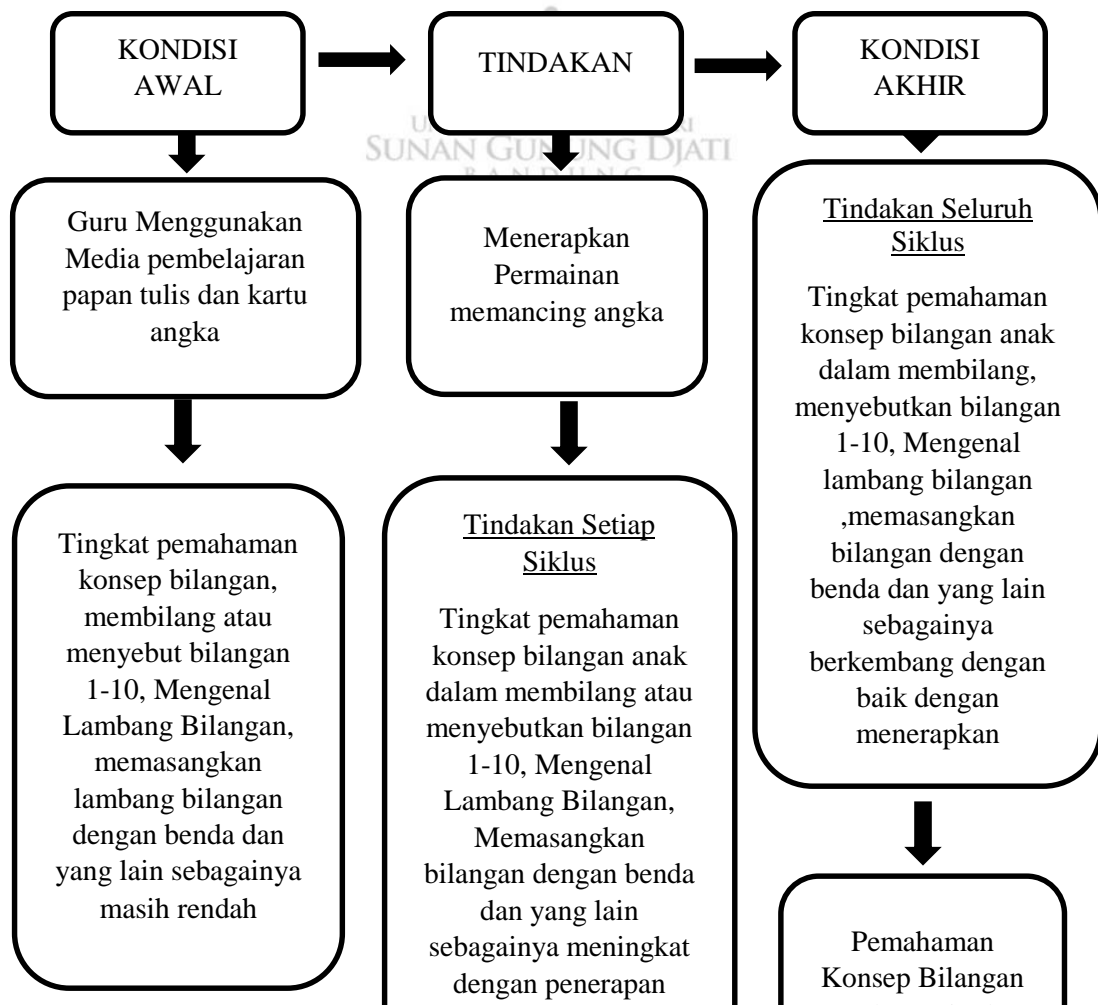 KONDISI
AWAL
TINDAKAN
KONDISI
AKHIR
SUNAN GUNUNG DJATI
BANDUNG
Guru Menggunakan
Media pembelajaran
papan tulis dan kartu
angka
Menerapkan
Permainan
memancing angka
Tindakan Seluruh
Siklus
Tingkat pemahaman
konsep bilangan anak
dalam membilang,
menyebutkan bilangan
1-10, Mengenal
lambang bilangan
,memasangkan
bilangan dengan
benda dan yang lain
sebagainya
berkembang dengan
baik dengan
menerapkan
Tingkat pemahaman
konsep bilangan,
membilang atau
menyebut bilangan
1-10, Mengenal
Lambang Bilangan,
memasangkan
lambang bilangan
dengan benda dan
yang lain sebagainya
masih rendah
Tindakan Setiap
Siklus
Tingkat pemahaman
konsep bilangan anak
dalam membilang atau
menyebutkan bilangan
1-10, Mengenal
Lambang Bilangan,
Memasangkan
bilangan dengan benda
dan yang lain
sebagainya meningkat
dengan penerapan
Pemahaman
Konsep Bilangan